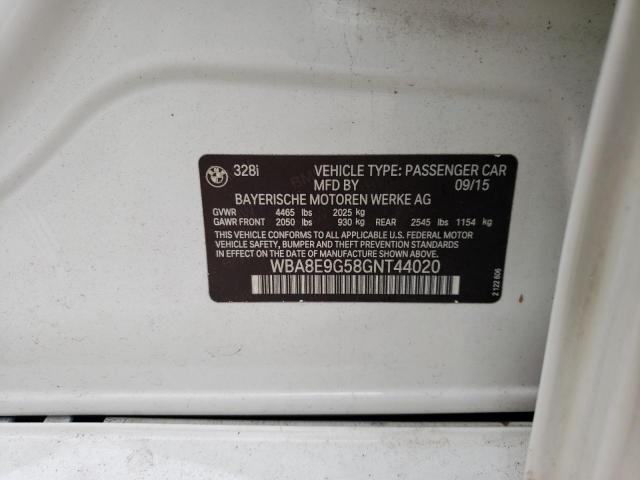 328i VEHICLE TYPE: PASSENGER CAR
MFD BY 09/15
BAYERISCHE MOTOREN WERKE AG
GVWR 4465 lbs 2025 kg
GAWR FRONT 2050 lbs 930 kg REAR 2545 lbs 1154 kg
THIS VEHICLE CONFORMS TO ALL APPLICABLE U.S. FEDERAL MOTOR
VEHICLE SAFETY, BUMPER AND THEFT PREVENTION STANDARDS
IN EFFECT ON THE DATE OF MANUFACTURE SHOWN ABOVE.
WBA8E9G58GNT44020
2 122 606